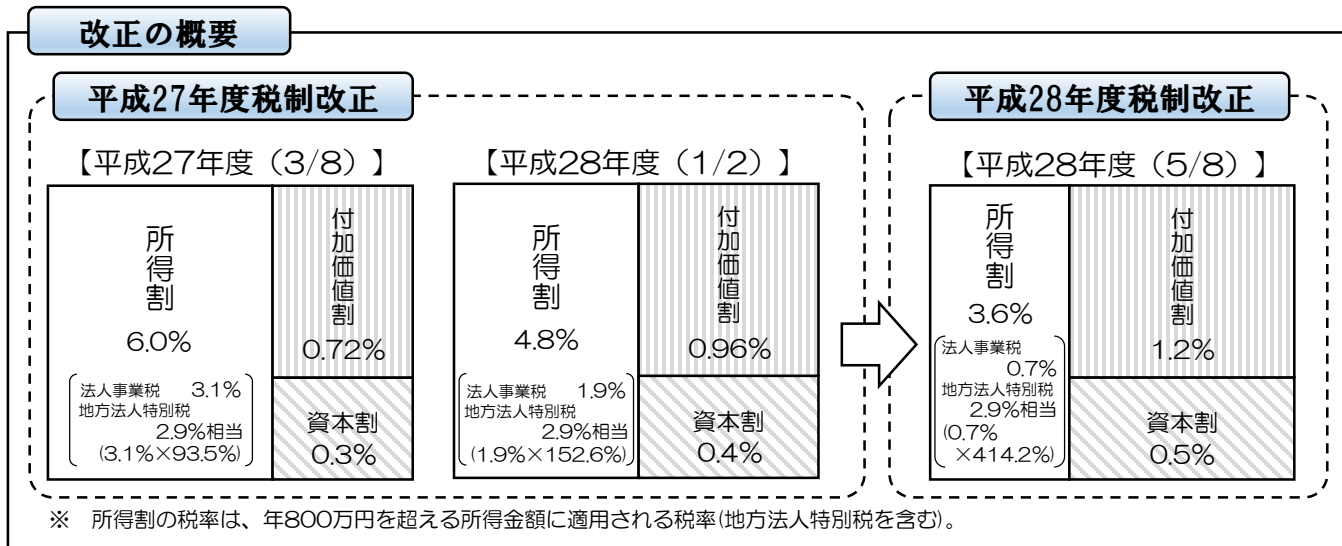 改正の概要
平成27年度税制改正
【平成27年度（3/8）】
所得割
6.0%
法人事業税 3.1%
地方法人特別税
2.9%相当
(3.1%×93.5%)
付加価値割
0.72%
資本割
0.3%
【平成28年度（1/2）】
所得割
4.8%
法人事業税 1.9%
地方法人特別税
2.9%相当
(1.9%×152.6%)
付加価値割
0.96%
資本割
0.4%
平成28年度税制改正
【平成28年度（5/8）】
所得割
3.6%
法人事業税
0.7%
地方法人特別税
2.9%相当
(0.7%
×414.2%)
付加価値割
1.2%
資本割
0.5%
※ 所得割の税率は、年800万円を超える所得金額に適用される税率(地方法人特別税を含む)。